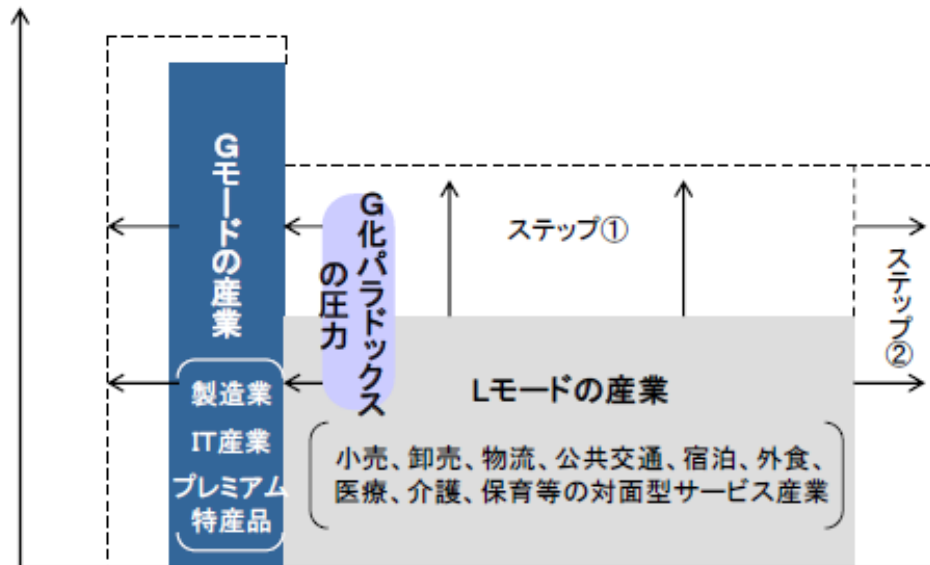 Gモードの産業
製造業
IT産業
プレミアム
特産品
G化パラドックス
の圧力
ステップ①
ステップ②
Lモードの産業
小売、卸売、物流、公共交通、宿泊、外食、
医療、介護、保育等の対面型サービス産業